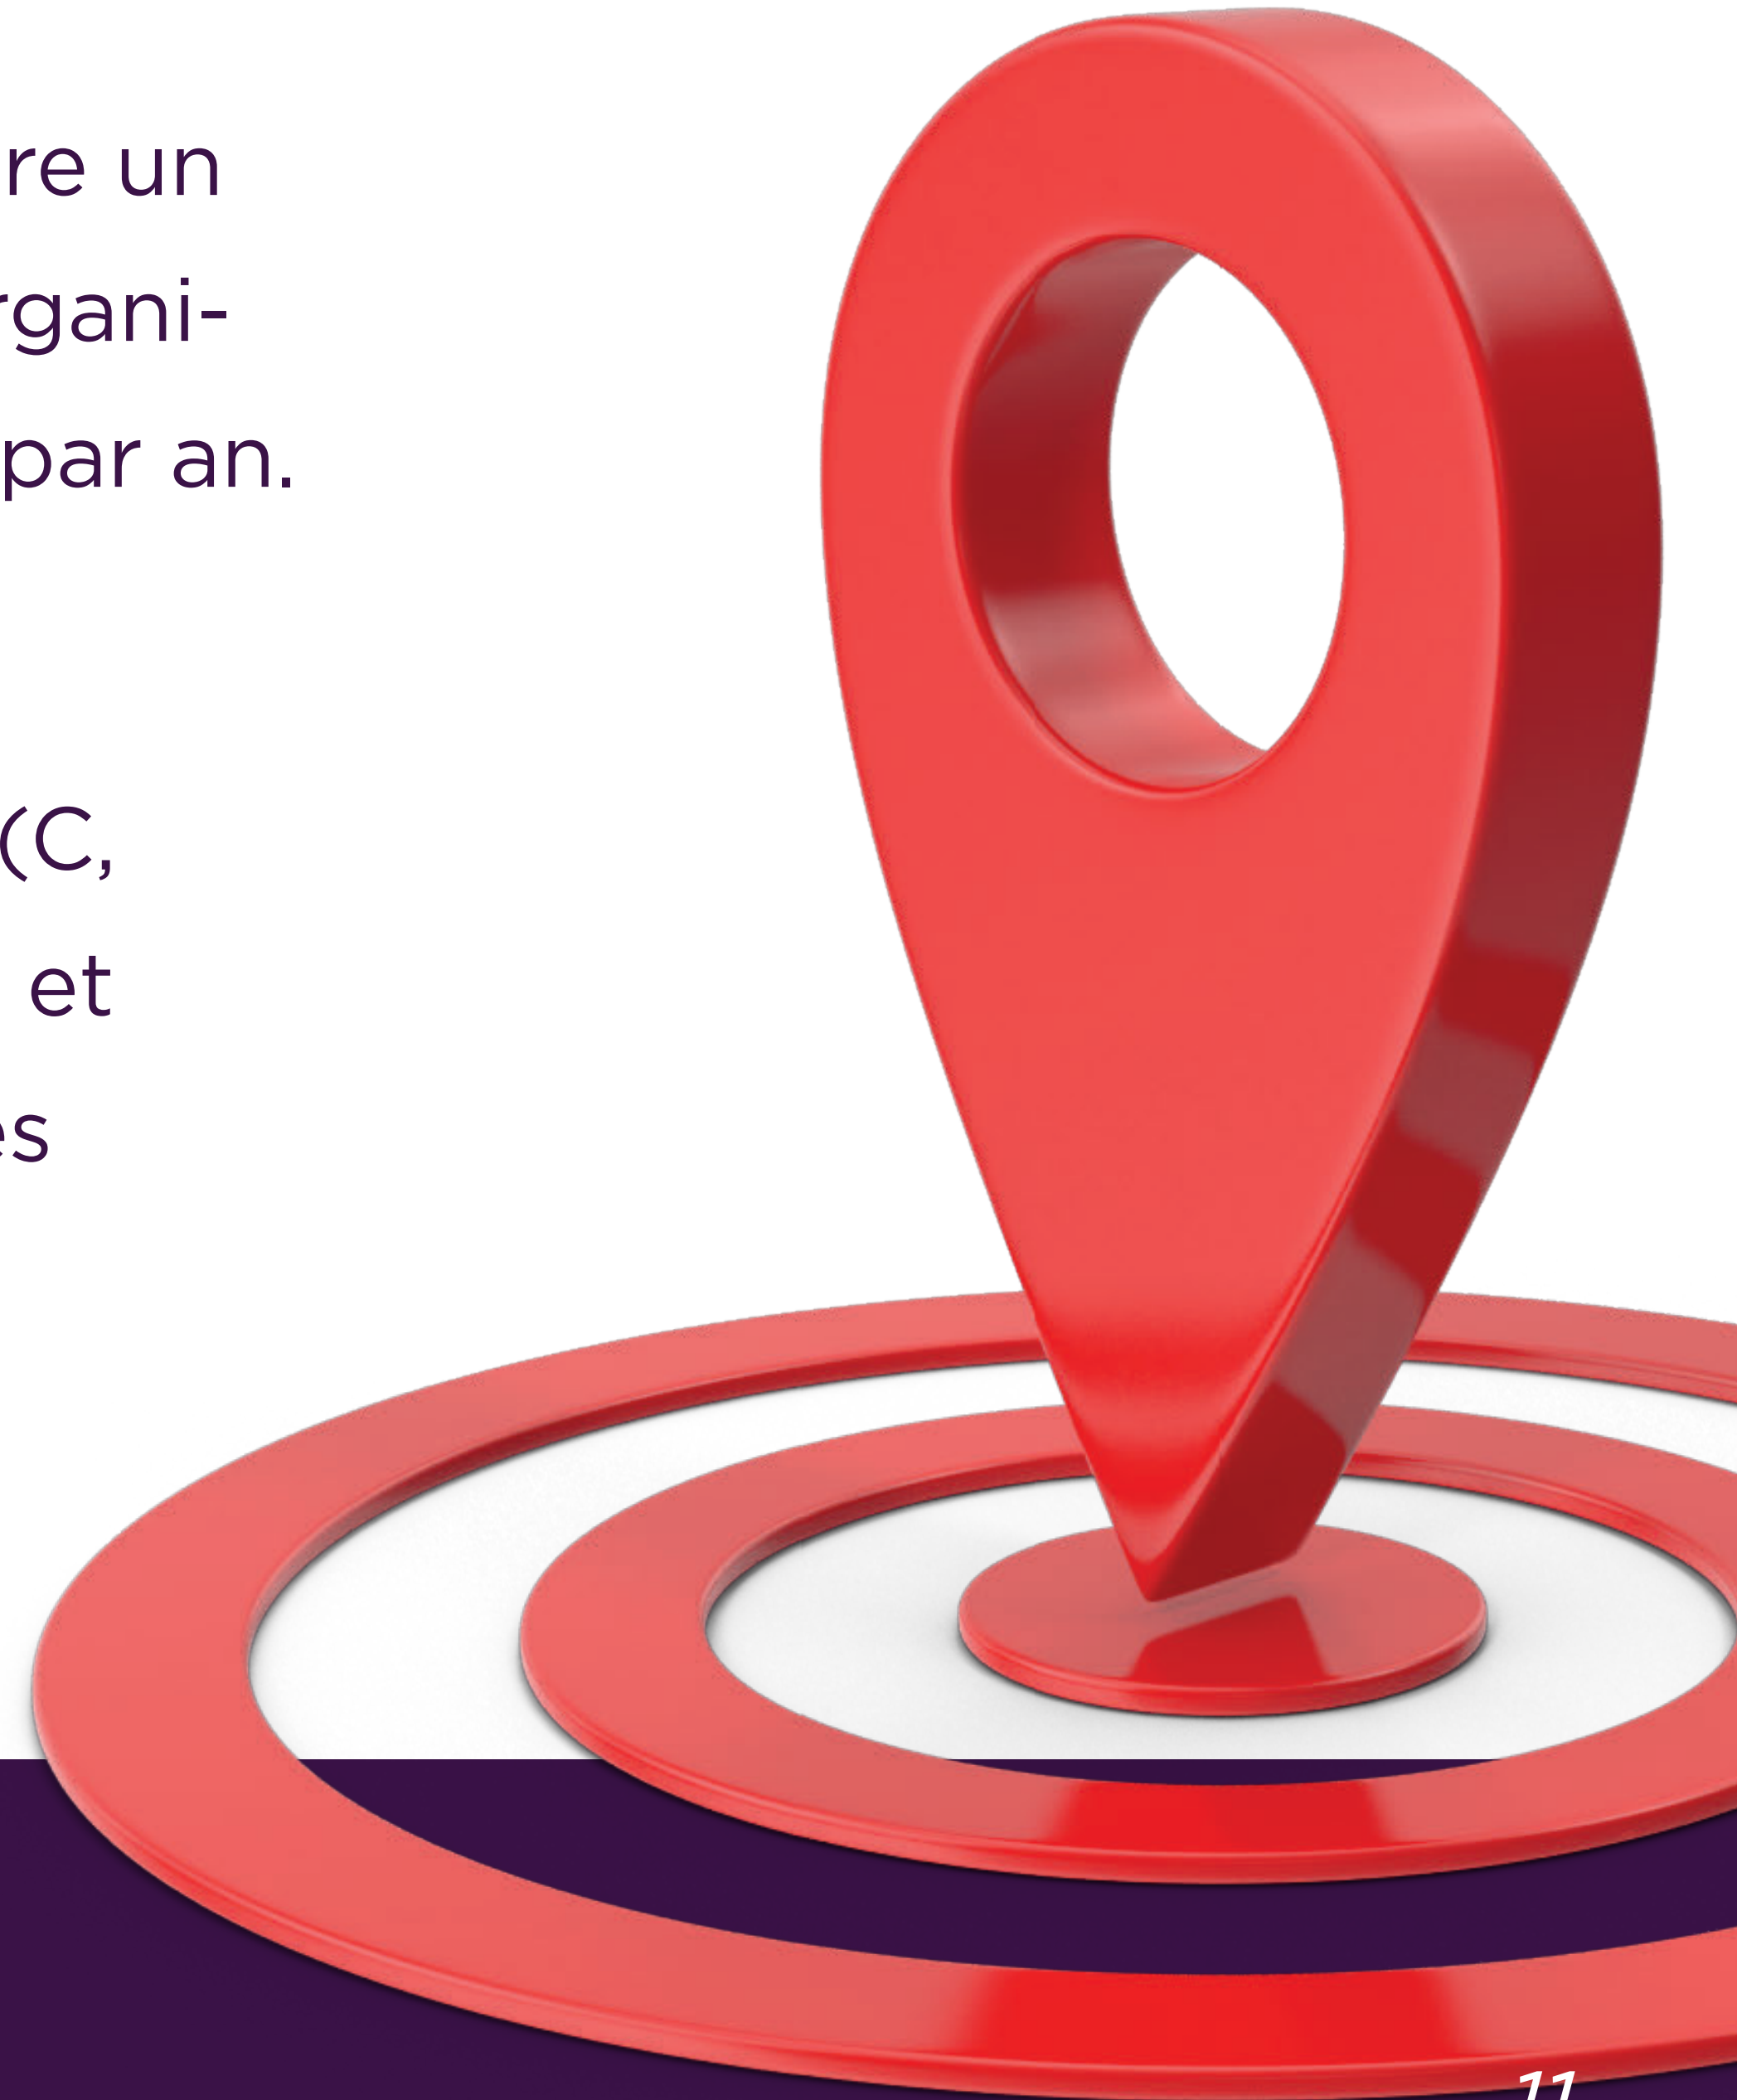 re un
rgani-
par an.
(C,
et
es
11